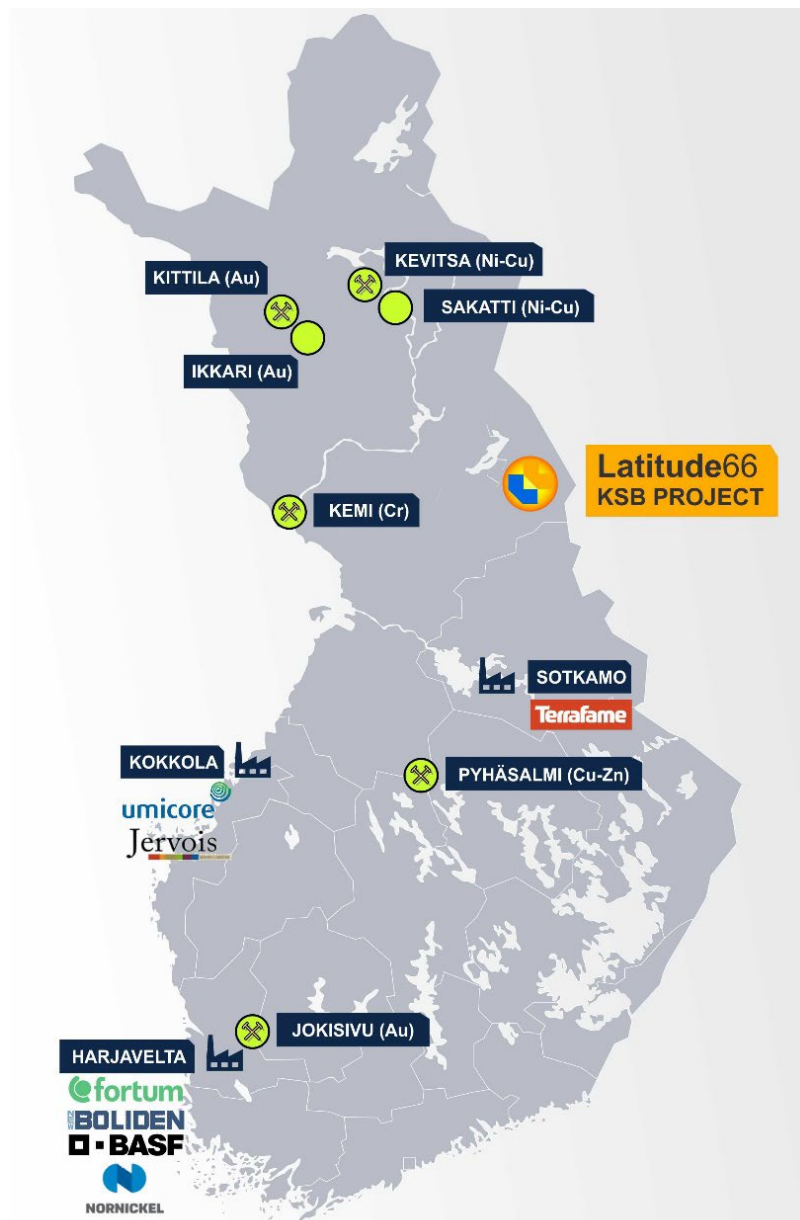 KEVITSA (Ni-Cu)
KITTILA (Au)
SAKATTI (Ni-Cu)
IKKARI (Au)
Latitude66
KSB PROJECT
KEMI (Cr)
SOTKAMO
Terrafame
KOKKOLA
PYHÄSALMI (Cu-Zn)
umicore
Jervois
JOKISIVU (Au)
HARJAVELTA
fortum
BOLIDEN
BASF
NORNICKEL